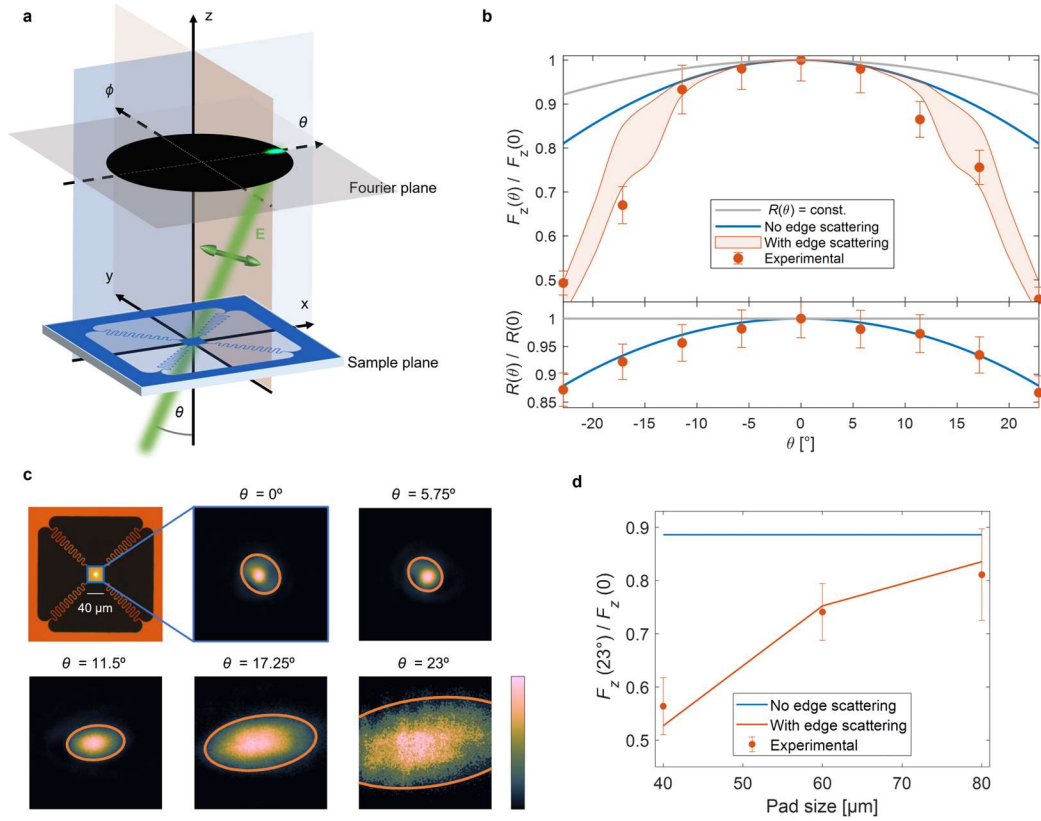 a
z
ϕ
θ
Fourier plane
E
y
x
Sample plane
θ
b
1
0.9
0.8
0.7
0.6
0.5
F_z(θ) / F_z(0)
R(θ) = const.
No edge scattering
With edge scattering
Experimental
1
0.95
0.9
0.85
R(θ) / R(0)
-20 -15 -10 -5 0 5 10 15 20
θ [°]
c
θ = 0º
θ = 5.75º
40 µm
θ = 11.5º
θ = 17.25º
θ = 23º
d
0.9
0.8
0.7
0.6
0.5
F_z (23°) / F_z (0)
No edge scattering
With edge scattering
Experimental
40 50 60 70 80
Pad size [µm]